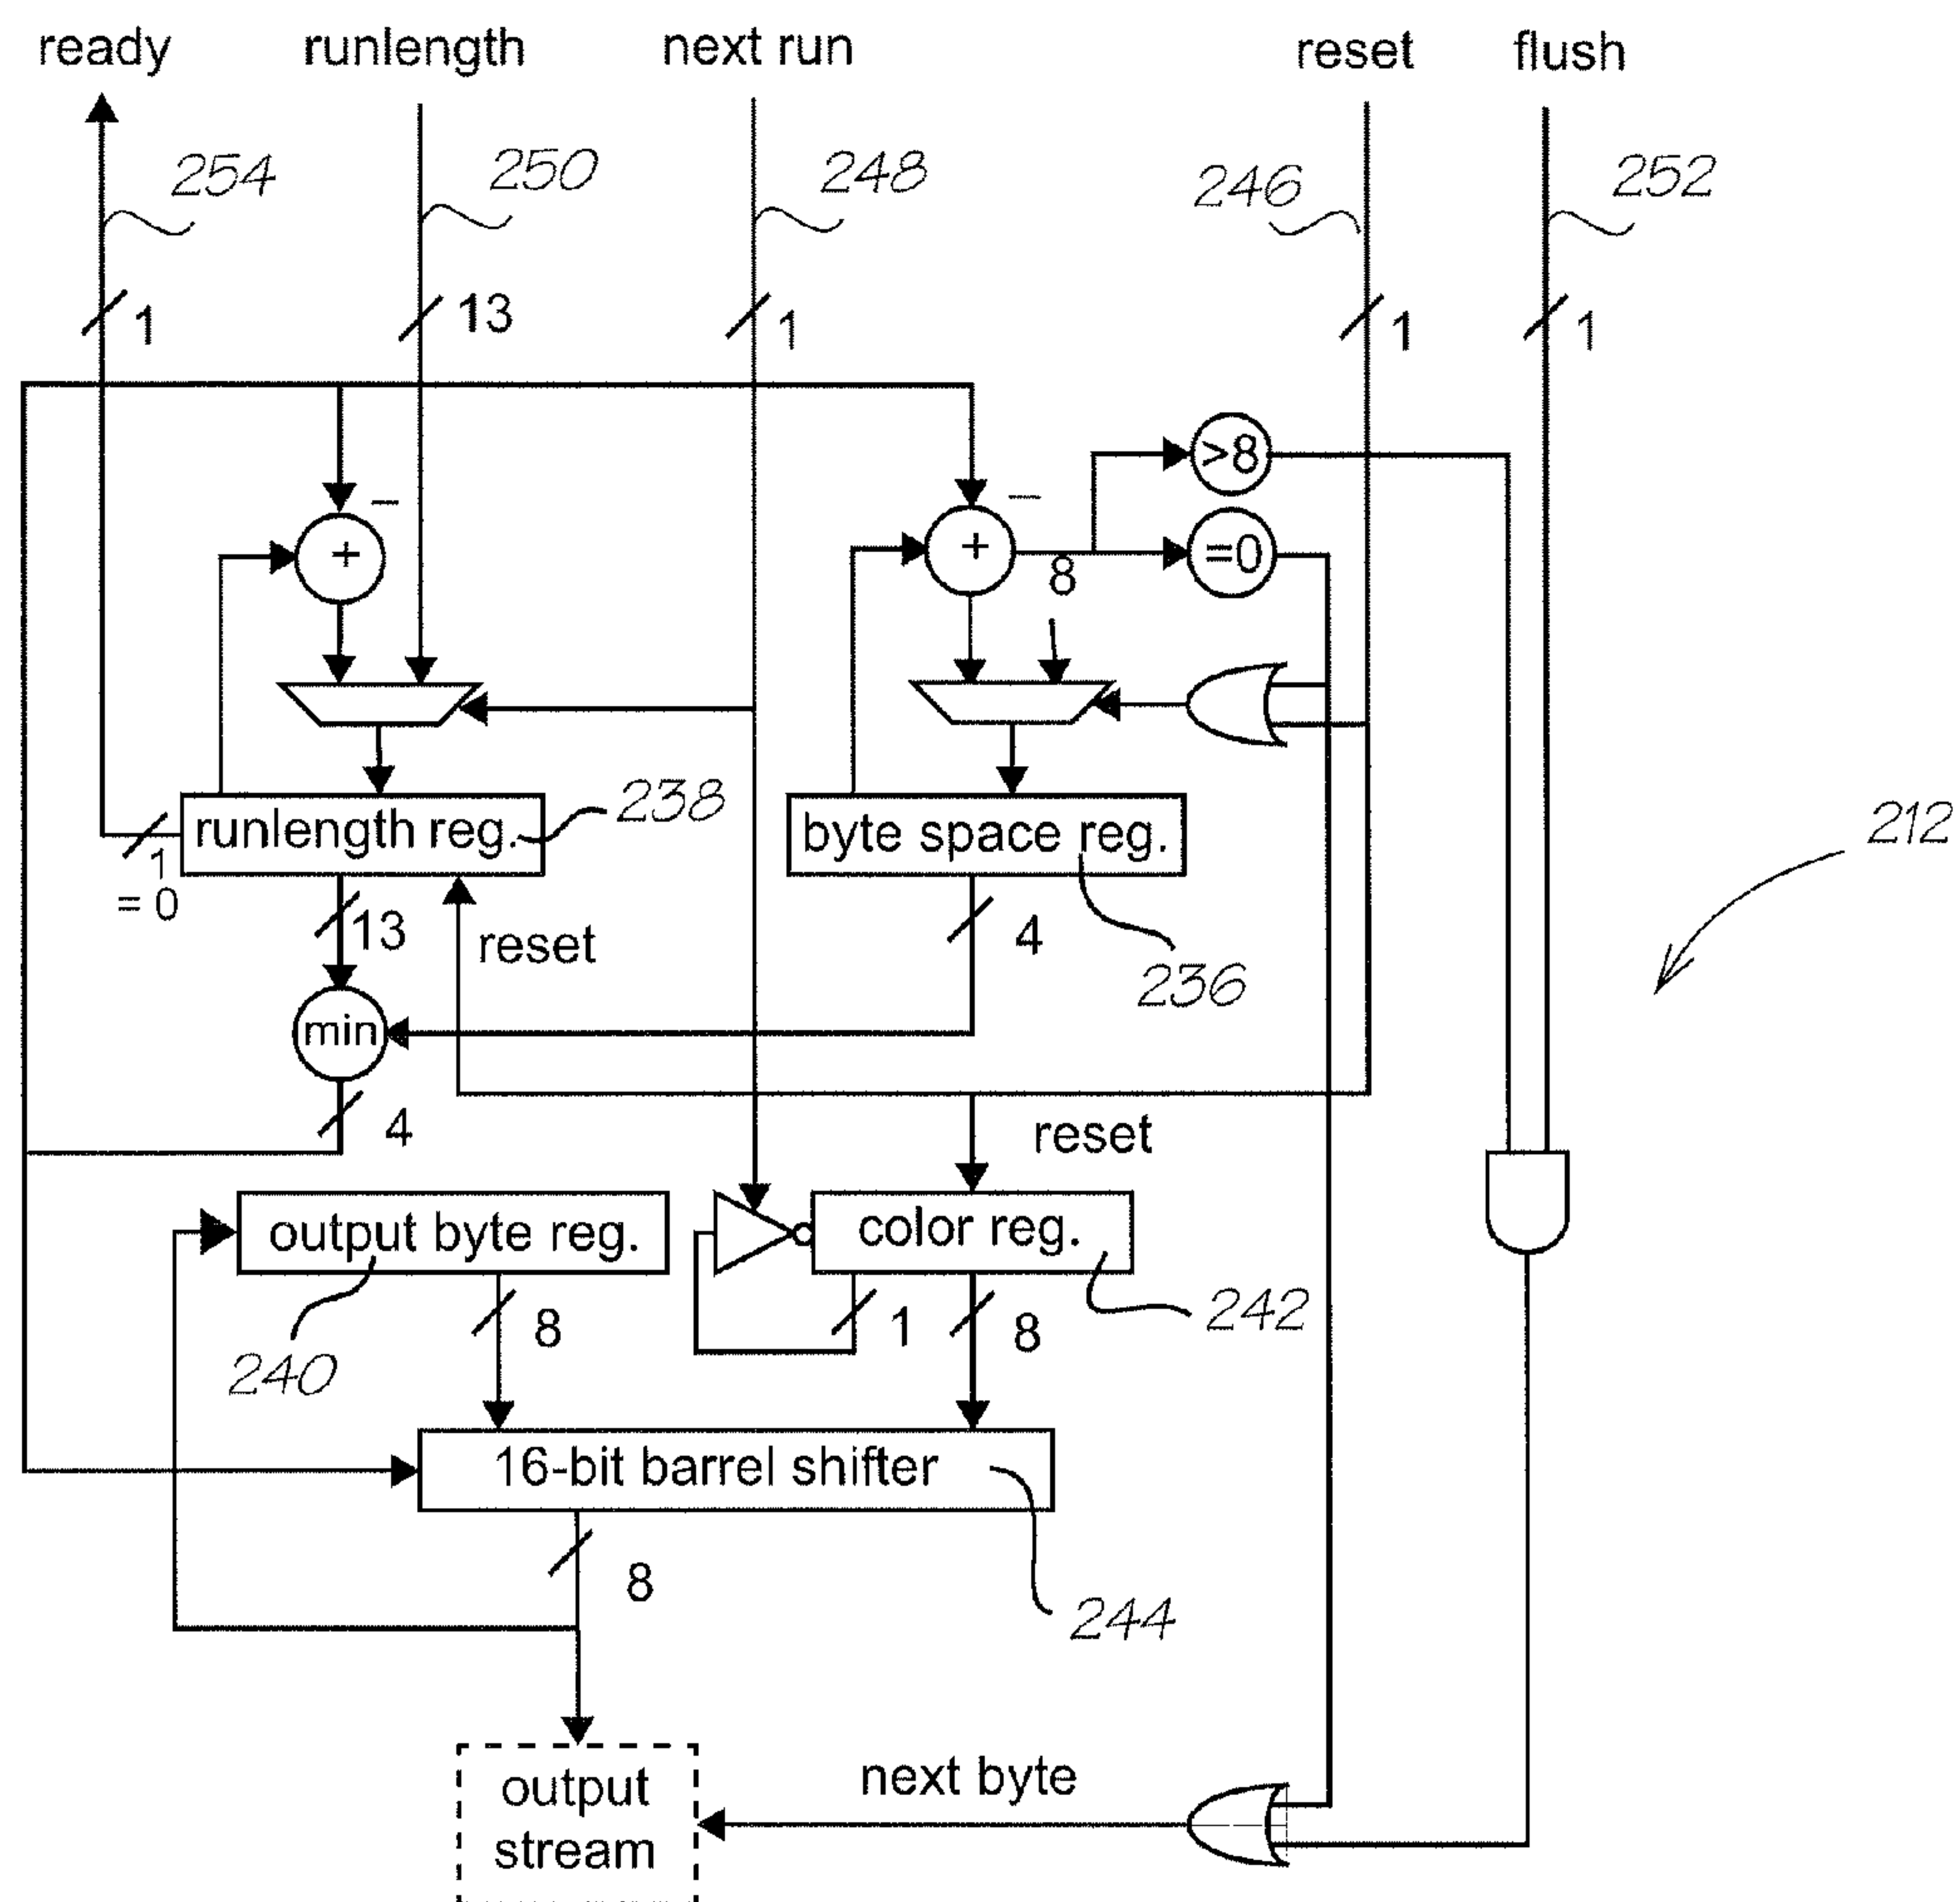 ready runlength next run reset flush
254 250 248 246 252
1 13 1 1 1
>8
− −
+ + =0
8
runlength reg. 238 byte space reg. 212
1
= 0
13 reset 4
236
min
4 reset
output byte reg. color reg.
8 1 8 242
240
16-bit barrel shifter
8
244
next byte
output
stream